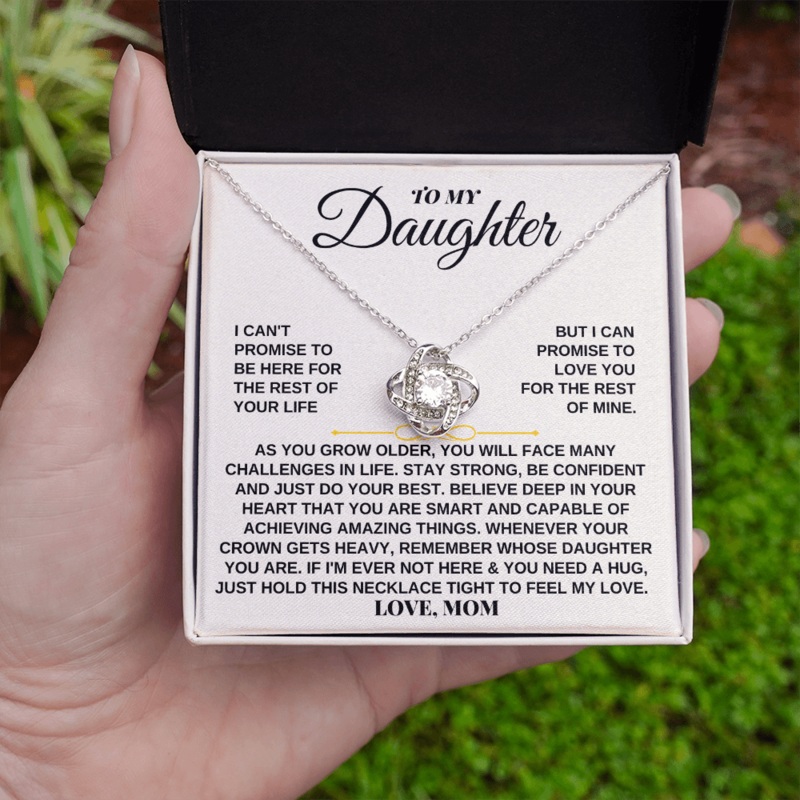 TO MY
Daughter
I CAN'T
PROMISE TO
BE HERE FOR
THE REST OF
YOUR LIFE
BUT I CAN
PROMISE TO
LOVE YOU
FOR THE REST
OF MINE.
AS YOU GROW OLDER, YOU WILL FACE MANY
CHALLENGES IN LIFE. STAY STRONG, BE CONFIDENT
AND JUST DO YOUR BEST. BELIEVE DEEP IN YOUR
HEART THAT YOU ARE SMART AND CAPABLE OF
ACHIEVING AMAZING THINGS. WHENEVER YOUR
CROWN GETS HEAVY, REMEMBER WHOSE DAUGHTER
YOU ARE. IF I'M EVER NOT HERE & YOU NEED A HUG,
JUST HOLD THIS NECKLACE TIGHT TO FEEL MY LOVE.
LOVE, MOM